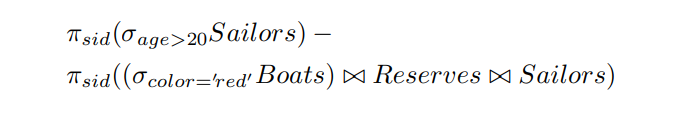 π_{sid}(σ_{age>20}Sailors) −
π_{sid}((σ_{color='red'}Boats) ⋈ Reserves ⋈ Sailors)